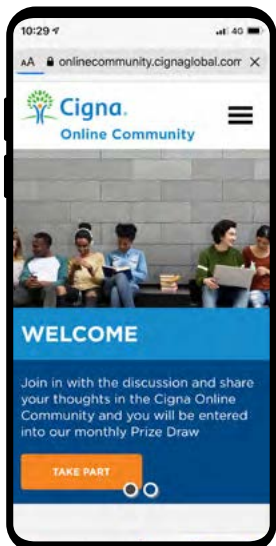 10:29
4G
AA onlinecommunity.cignaglobal.com
Cigna.
Online Community
WELCOME
Join in with the discussion and share
your thoughts in the Cigna Online
Community and you will be entered
into our monthly Prize Draw
TAKE PART